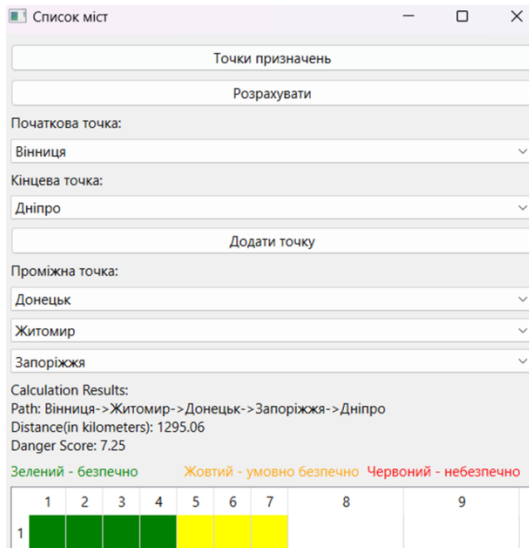 Список міст
Точки призначень
Розрахувати
Початкова точка:
Вінниця
Кінцева точка:
Дніпро
Додати точку
Проміжна точка:
Донецьк
Житомир
Запоріжжя
Calculation Results:
Path: Вінниця->Житомир->Донецьк->Запоріжжя->Дніпро
Distance(in kilometers): 1295.06
Danger Score: 7.25
Зелений - безпечно Жовтий - умовно безпечно Червоний - небезпечно
1 2 3 4 5 6 7 8 9
1